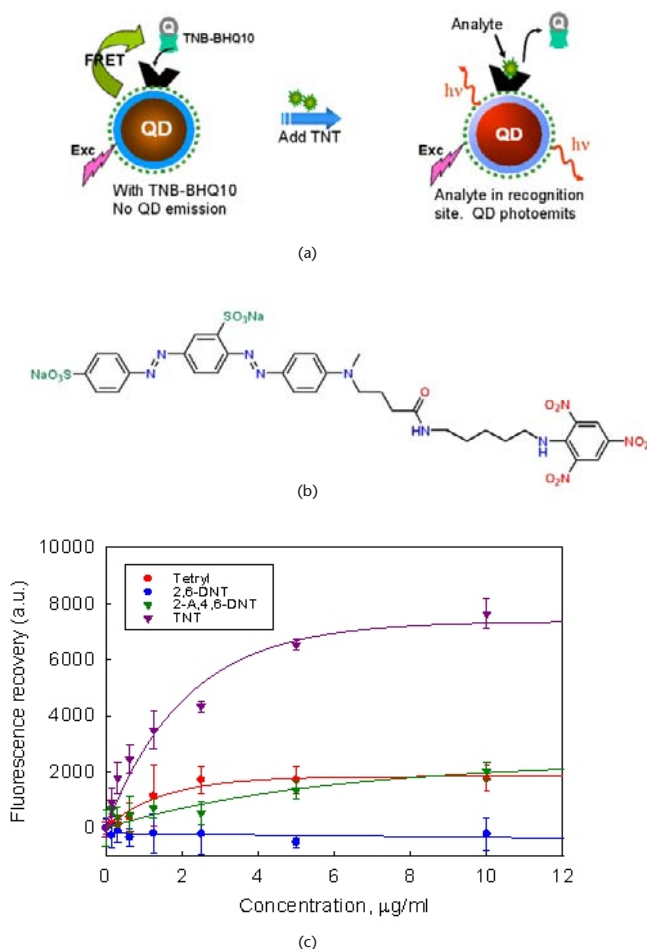 Q
TNB-BHQ10
FRET
QD
Exc
With TNB-BHQ10
No QD emission
Add TNT
Analyte
Q
hν
QD
hν
Exc
Analyte in recognition
site. QD photoemits
(a)
SO₃Na
NaO₃S
N
N
N
N
N
O
HN
N
H
O₂N
NO₂
NO₂
O₂N
(b)
10000
8000
6000
4000
2000
0
Fluorescence recovery (a.u.)
Tetryl
2,6-DNT
2-A,4,6-DNT
TNT
0 2 4 6 8 10 12
Concentration, µg/ml
(c)